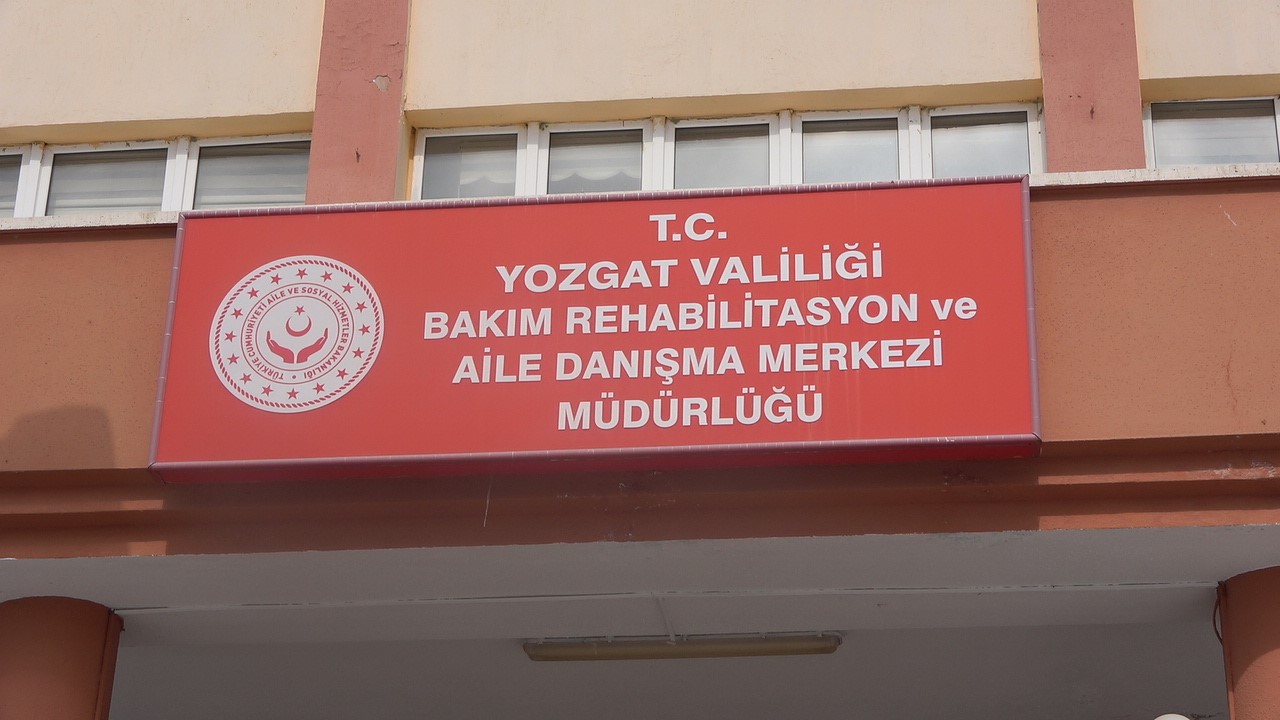 T.C.
YOZGAT VALİLİĞİ
BAKIM REHABİLİTASYON ve
AİLE DANIŞMA MERKEZİ
MÜDÜRLÜĞÜ
TÜRKİYE CUMHURİYETİ AİLE VE SOSYAL HİZMETLER BAKANLIĞI